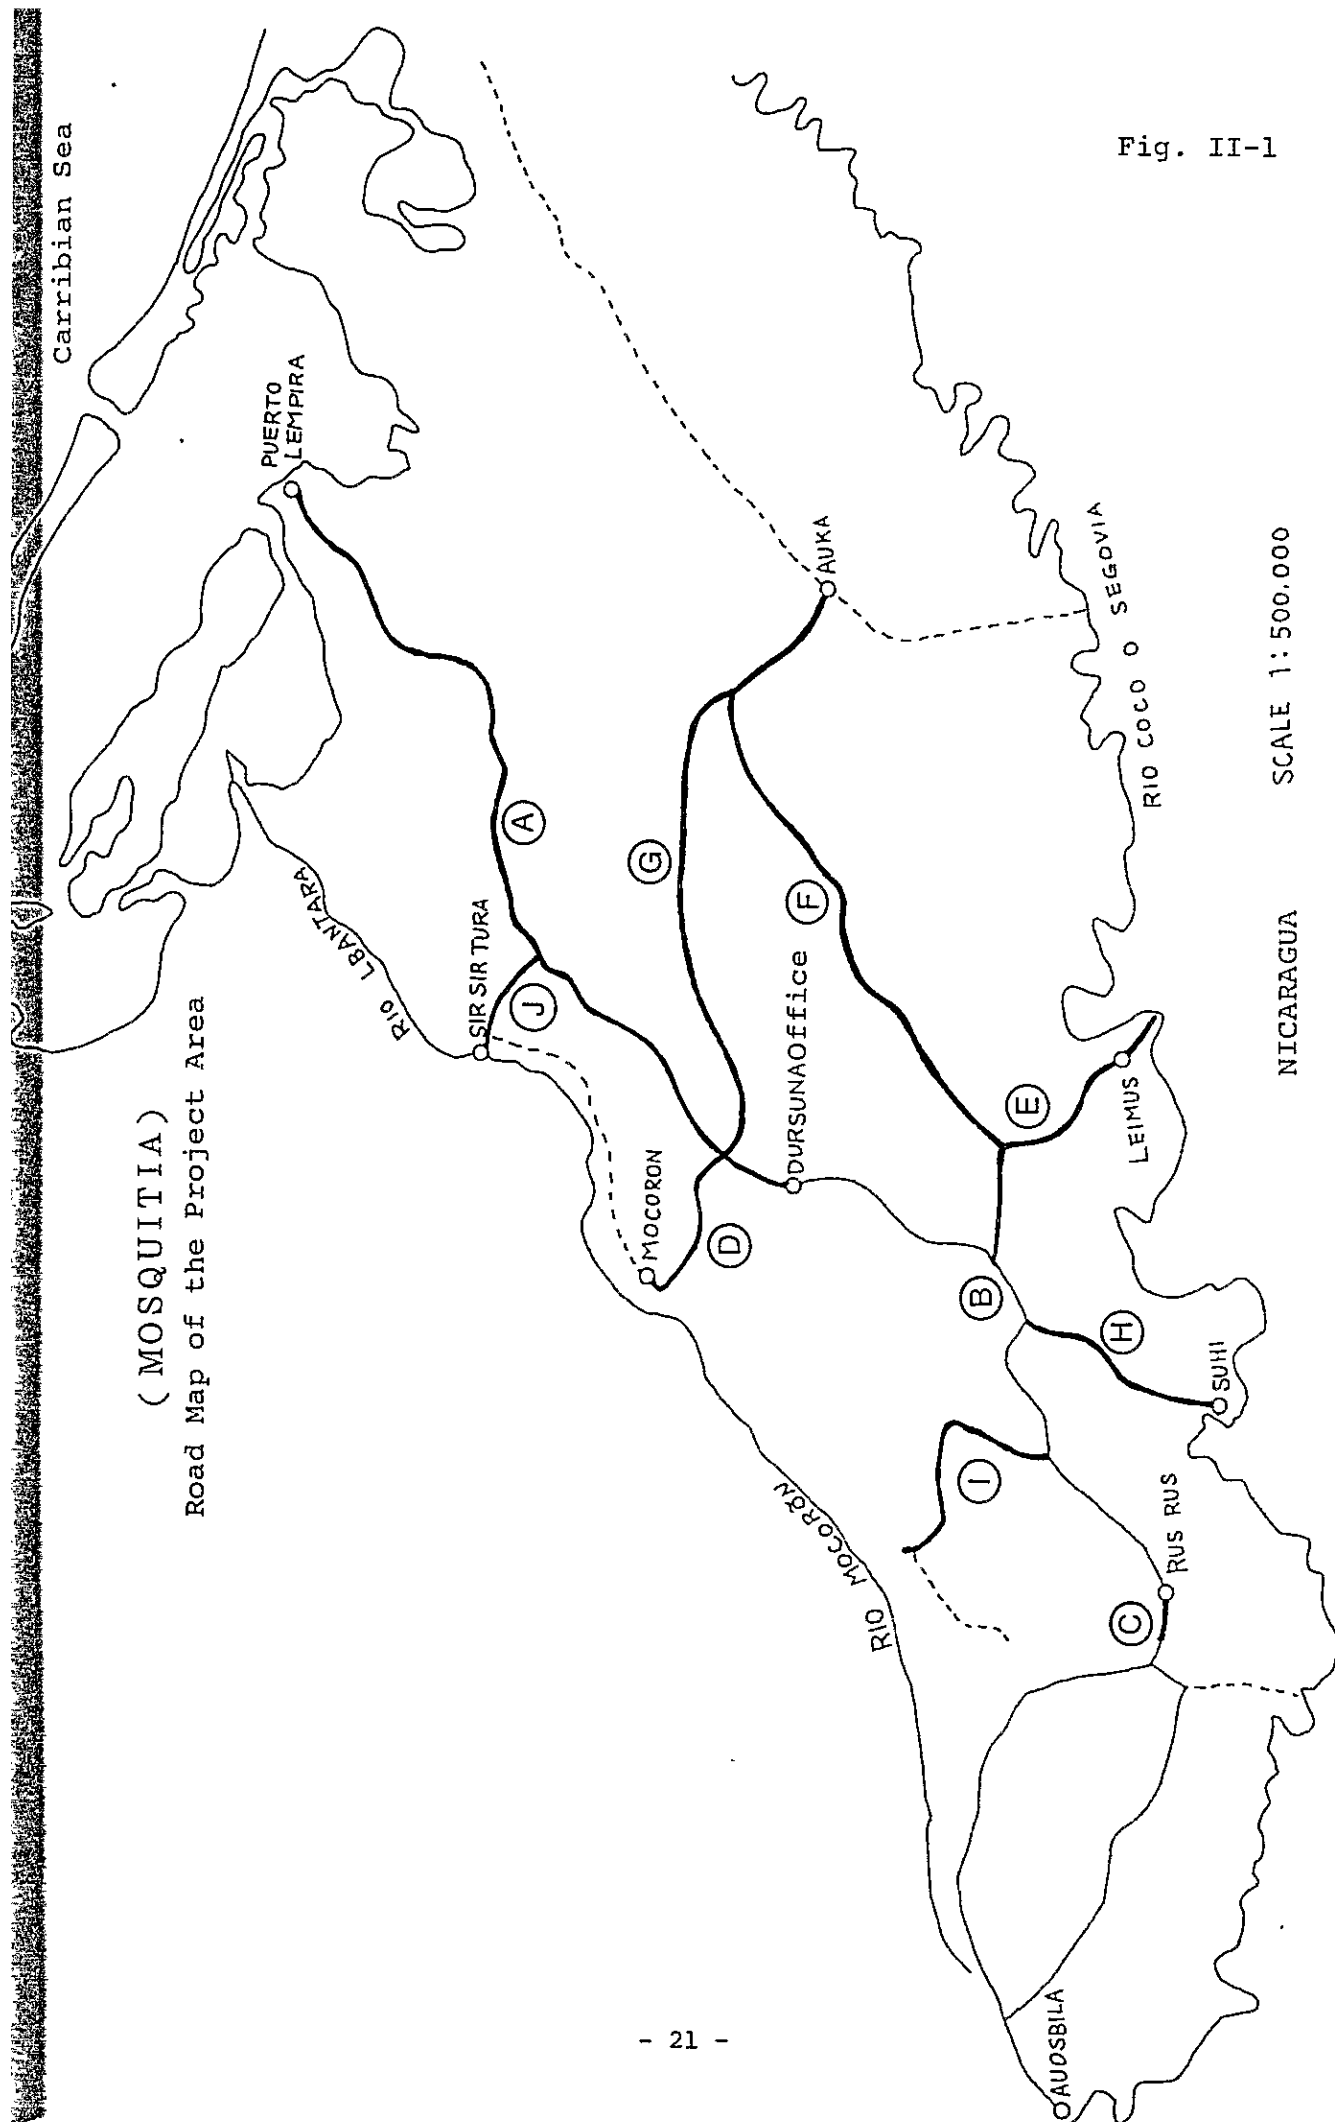 Fig. II-1
(MOSQUITIA)
Road Map of the Project Area
Carribian Sea
PUERTO
LEMPIRA
RIO LBANTARA
SIR SIR TURA
A
J
G
AUKA
F
MOCORON
D
DURSUNAOffice
E
LEIMUS
B
H
SUHI
I
RUS RUS
C
RIO MOCORÖN
AUOSBILA
RIO COCO O SEGOVIA
NICARAGUA
SCALE 1:500.000
- 21 -